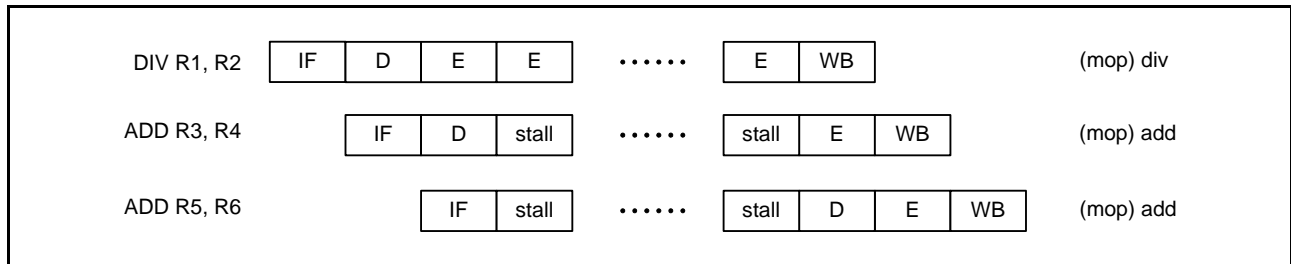 DIV R1, R2 IF D E E ...... E WB (mop) div
ADD R3, R4 IF D stall ...... stall E WB (mop) add
ADD R5, R6 IF stall ...... stall D E WB (mop) add